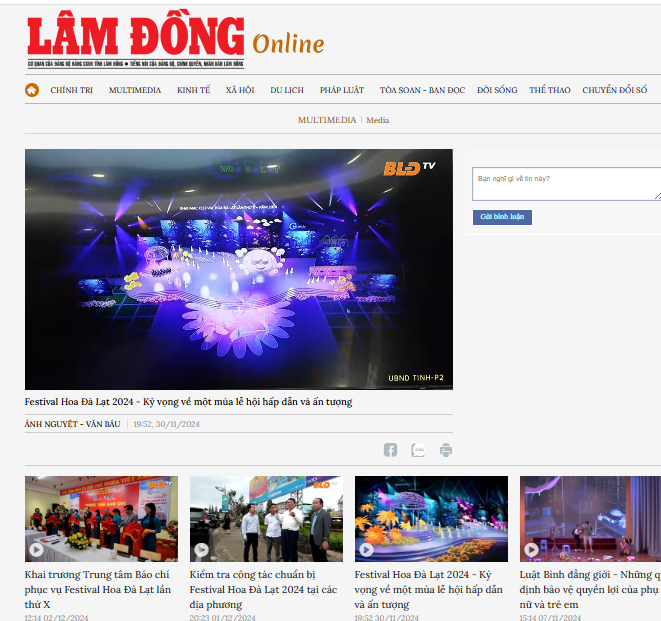 LÂM ĐỒNG Online
CƠ QUAN CỦA ĐẢNG BỘ ĐẢNG CSVN TỈNH LÂM ĐỒNG ● TIẾNG NÓI CỦA ĐẢNG BỘ, CHÍNH QUYỀN, NHÂN DÂN LÂM ĐỒNG
CHÍNH TRỊ MULTIMEDIA KINH TẾ XÃ HỘI DU LỊCH PHÁP LUẬT TÒA SOẠN - BẠN ĐỌC ĐỜI SỐNG THỂ THAO CHUYỂN ĐỔI SỐ
MULTIMEDIA | Media
BLĐ TV
UBND TINH-P2
Bạn nghĩ gì về tin này?
Gửi bình luận
Festival Hoa Đà Lạt 2024 - Kỳ vọng về một mùa lễ hội hấp dẫn và ấn tượng
ÁNH NGUYỆT - VĂN BÁU | 19:52, 30/11/2024
Khai trương Trung tâm Báo chí
phục vụ Festival Hoa Đà Lạt lần
thứ X
12:14 02/12/2024
BLĐ
Kiểm tra công tác chuẩn bị
Festival Hoa Đà Lạt 2024 tại các
địa phương
20:23 01/12/2024
Festival Hoa Đà Lạt 2024 - Kỳ
vọng về một mùa lễ hội hấp dẫn
và ấn tượng
19:52 30/11/2024
Luật Bình đẳng giới - Những q
định bảo vệ quyền lợi của phụ
nữ và trẻ em
15:14 07/11/2024